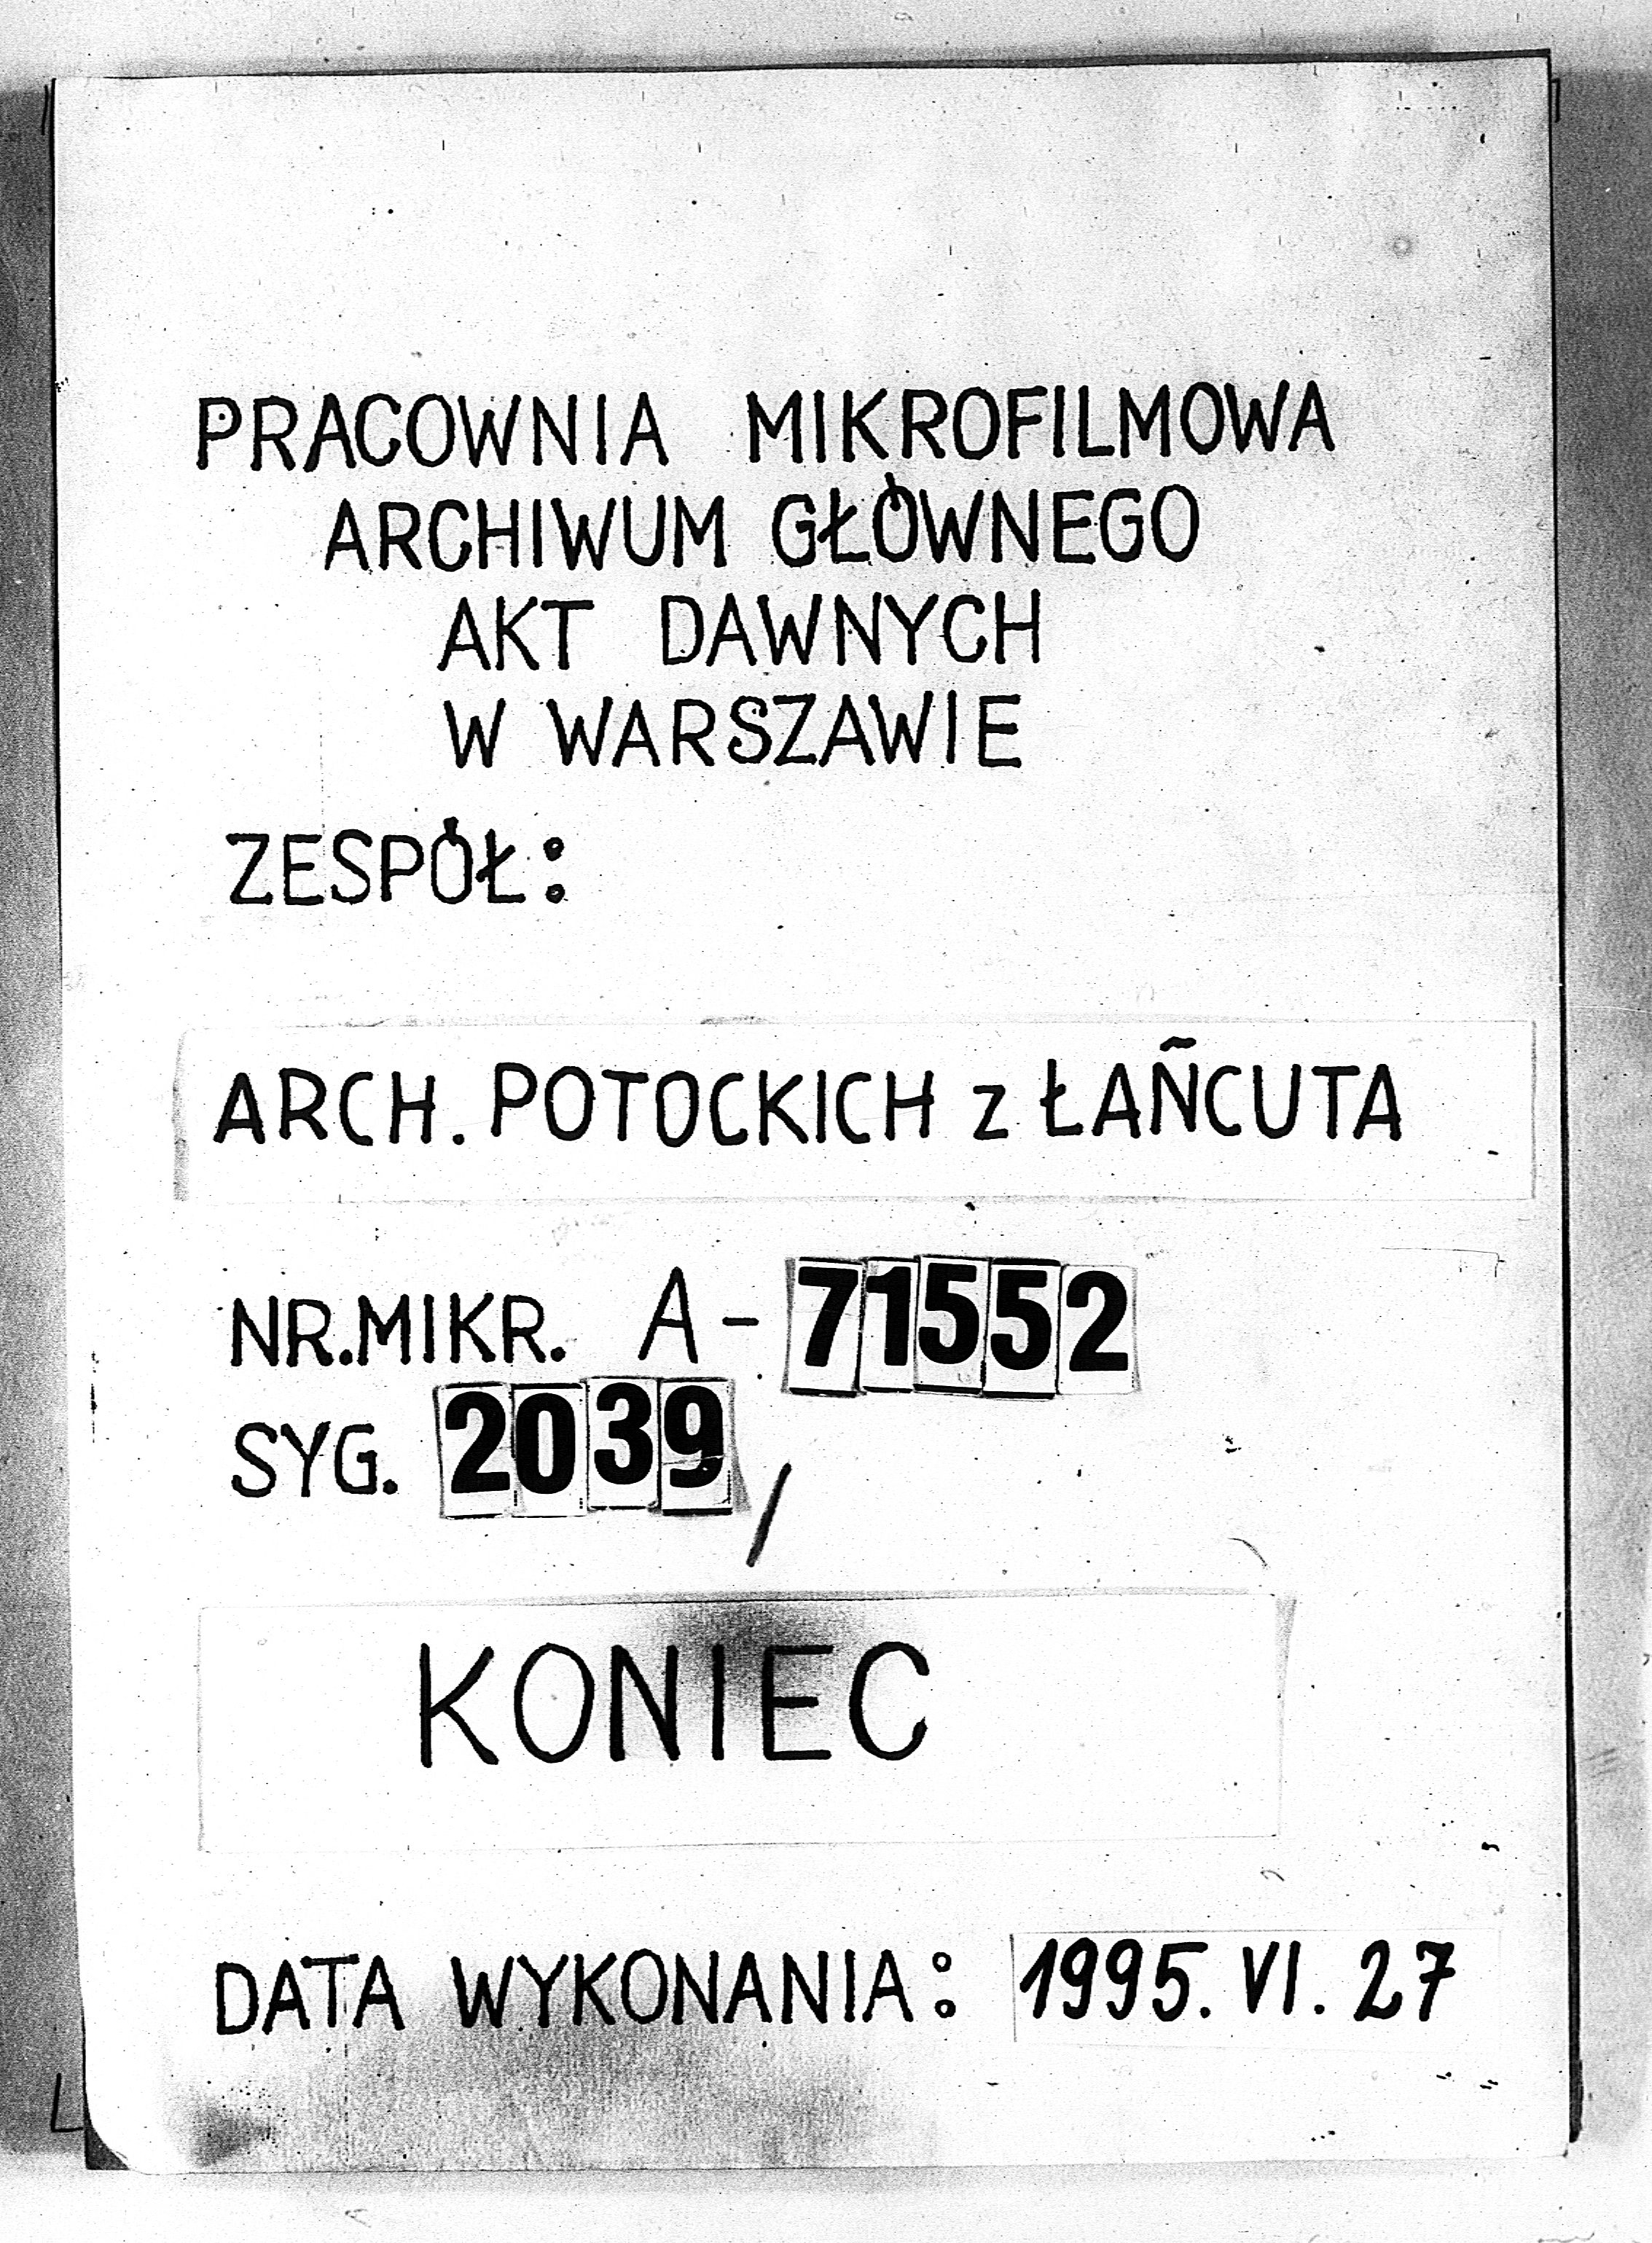 PRACOWNIA MIKROFILMOWA
ARCHIWUM GŁÓWNEGO
AKT DAWNYCH
W WARSZAWIE
ZESPÓŁ:
ARCH. POTOCKICH z ŁAŃCUTA
NR.MIKR. A-71552
SYG. 2039/
KONIEC
DATA WYKONANIA: 1995. VI. 27